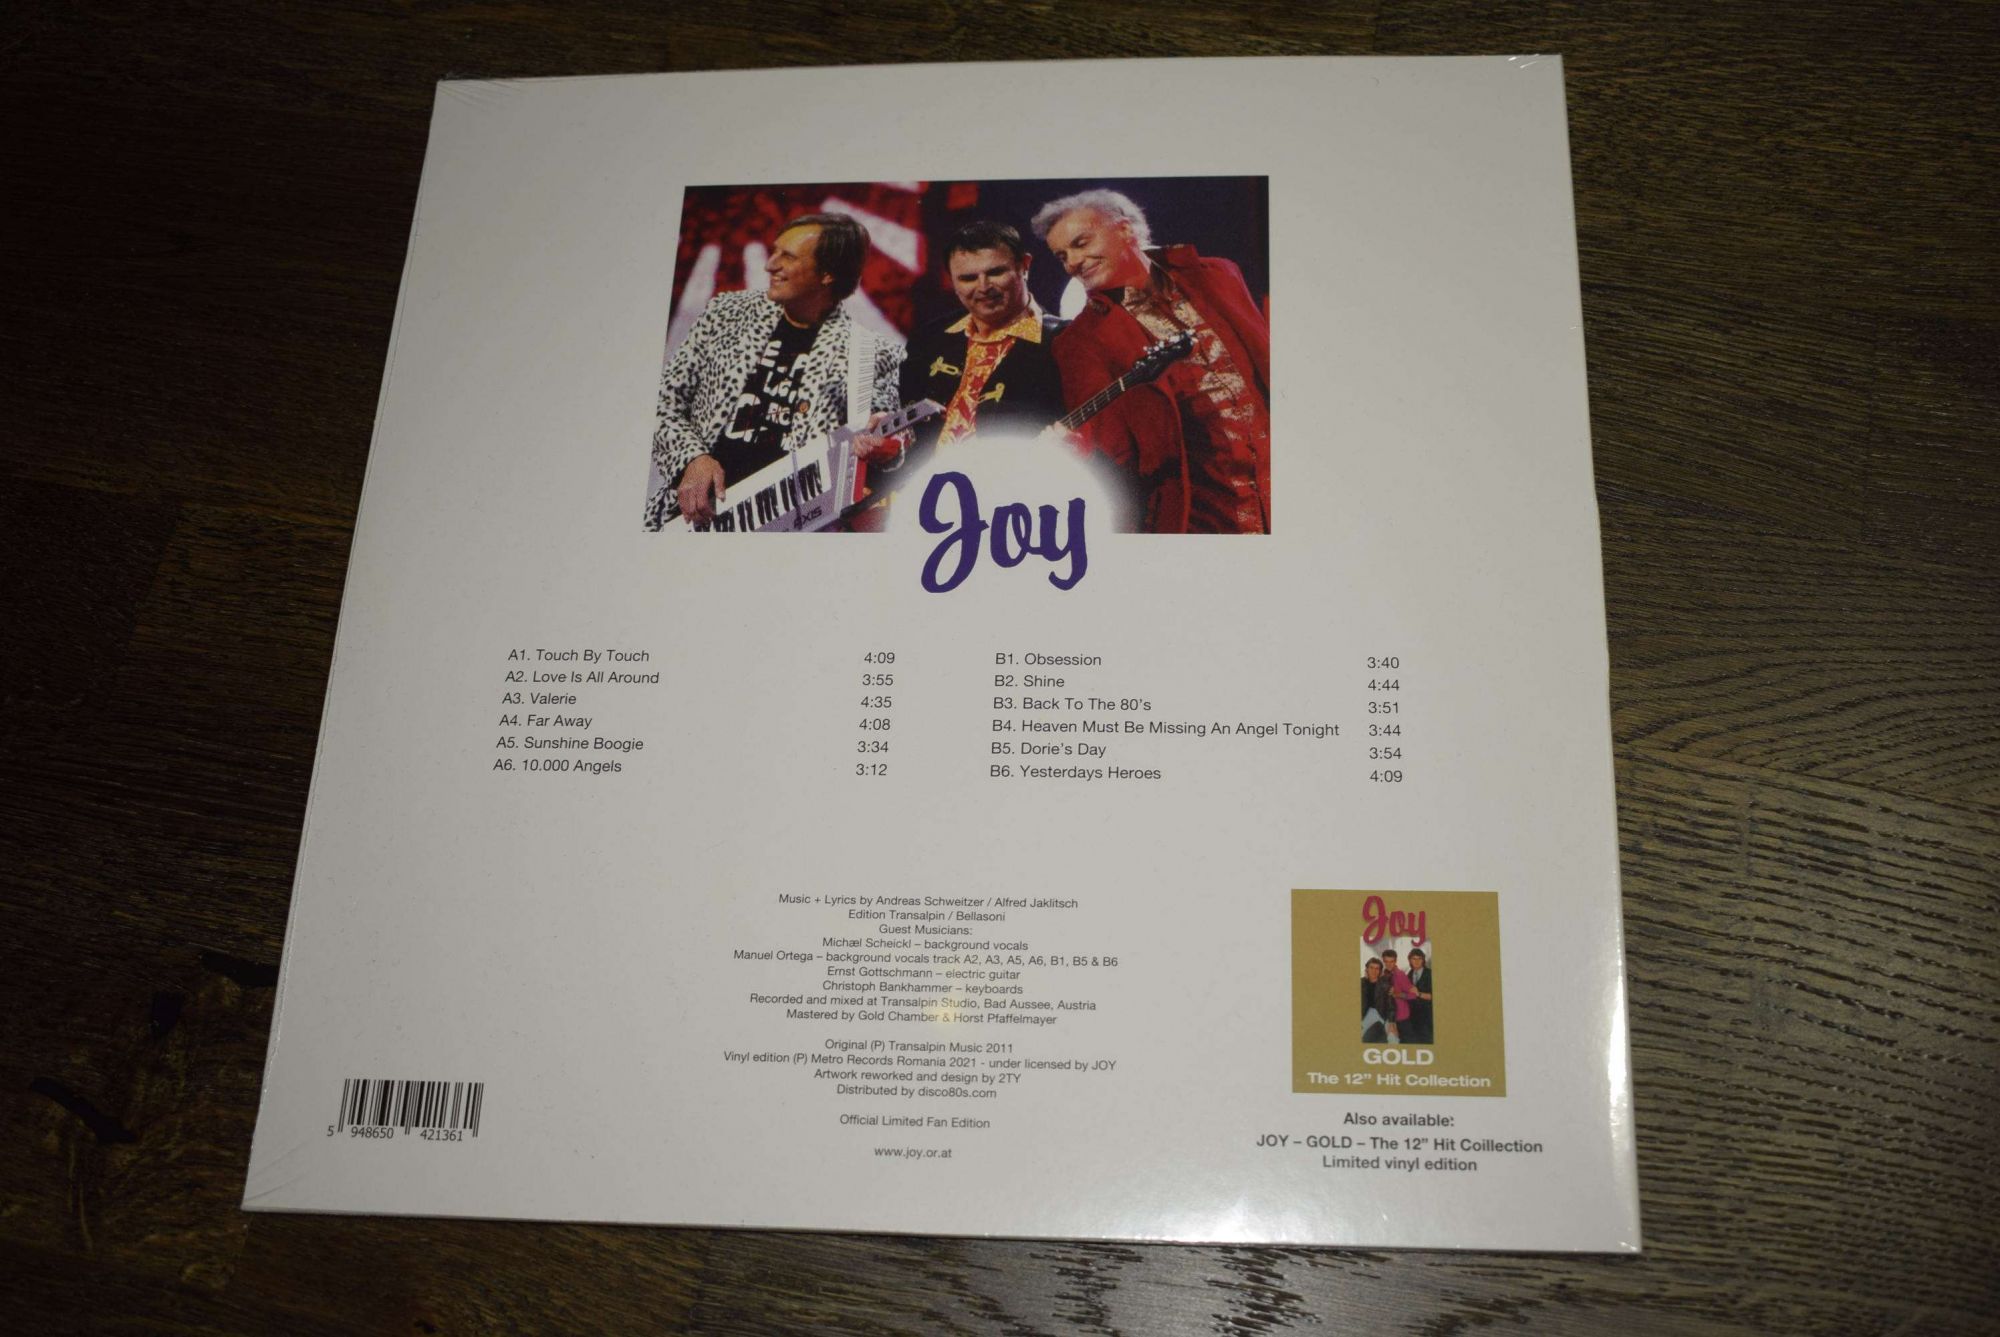 AXIS
Joy
A1. Touch By Touch 4:09
A2. Love Is All Around 3:55
A3. Valerie 4:35
A4. Far Away 4:08
A5. Sunshine Boogie 3:34
A6. 10.000 Angels 3:12
B1. Obsession 3:40
B2. Shine 4:44
B3. Back To The 80's 3:51
B4. Heaven Must Be Missing An Angel Tonight 3:44
B5. Dorie's Day 3:54
B6. Yesterdays Heroes 4:09
Music + Lyrics by Andreas Schweitzer / Alfred Jaklitsch
Edition Transalpin / Bellasoni
Guest Musicians:
Michæl Scheickl – background vocals
Manuel Ortega – background vocals track A2, A3, A5, A6, B1, B5 & B6
Ernst Gottschmann – electric guitar
Christoph Bankhammer – keyboards
Recorded and mixed at Transalpin Studio, Bad Aussee, Austria
Mastered by Gold Chamber & Horst Pfaffelmayer
Original (P) Transalpin Music 2011
Vinyl edition (P) Metro Records Romania 2021 - under licensed by JOY
Artwork reworked and design by 2TY
Distributed by disco80s.com
Official Limited Fan Edition
www.joy.or.at
5 948650 421361
Joy
GOLD
The 12" Hit Collection
Also available:
JOY – GOLD – The 12" Hit Coillection
Limited vinyl edition